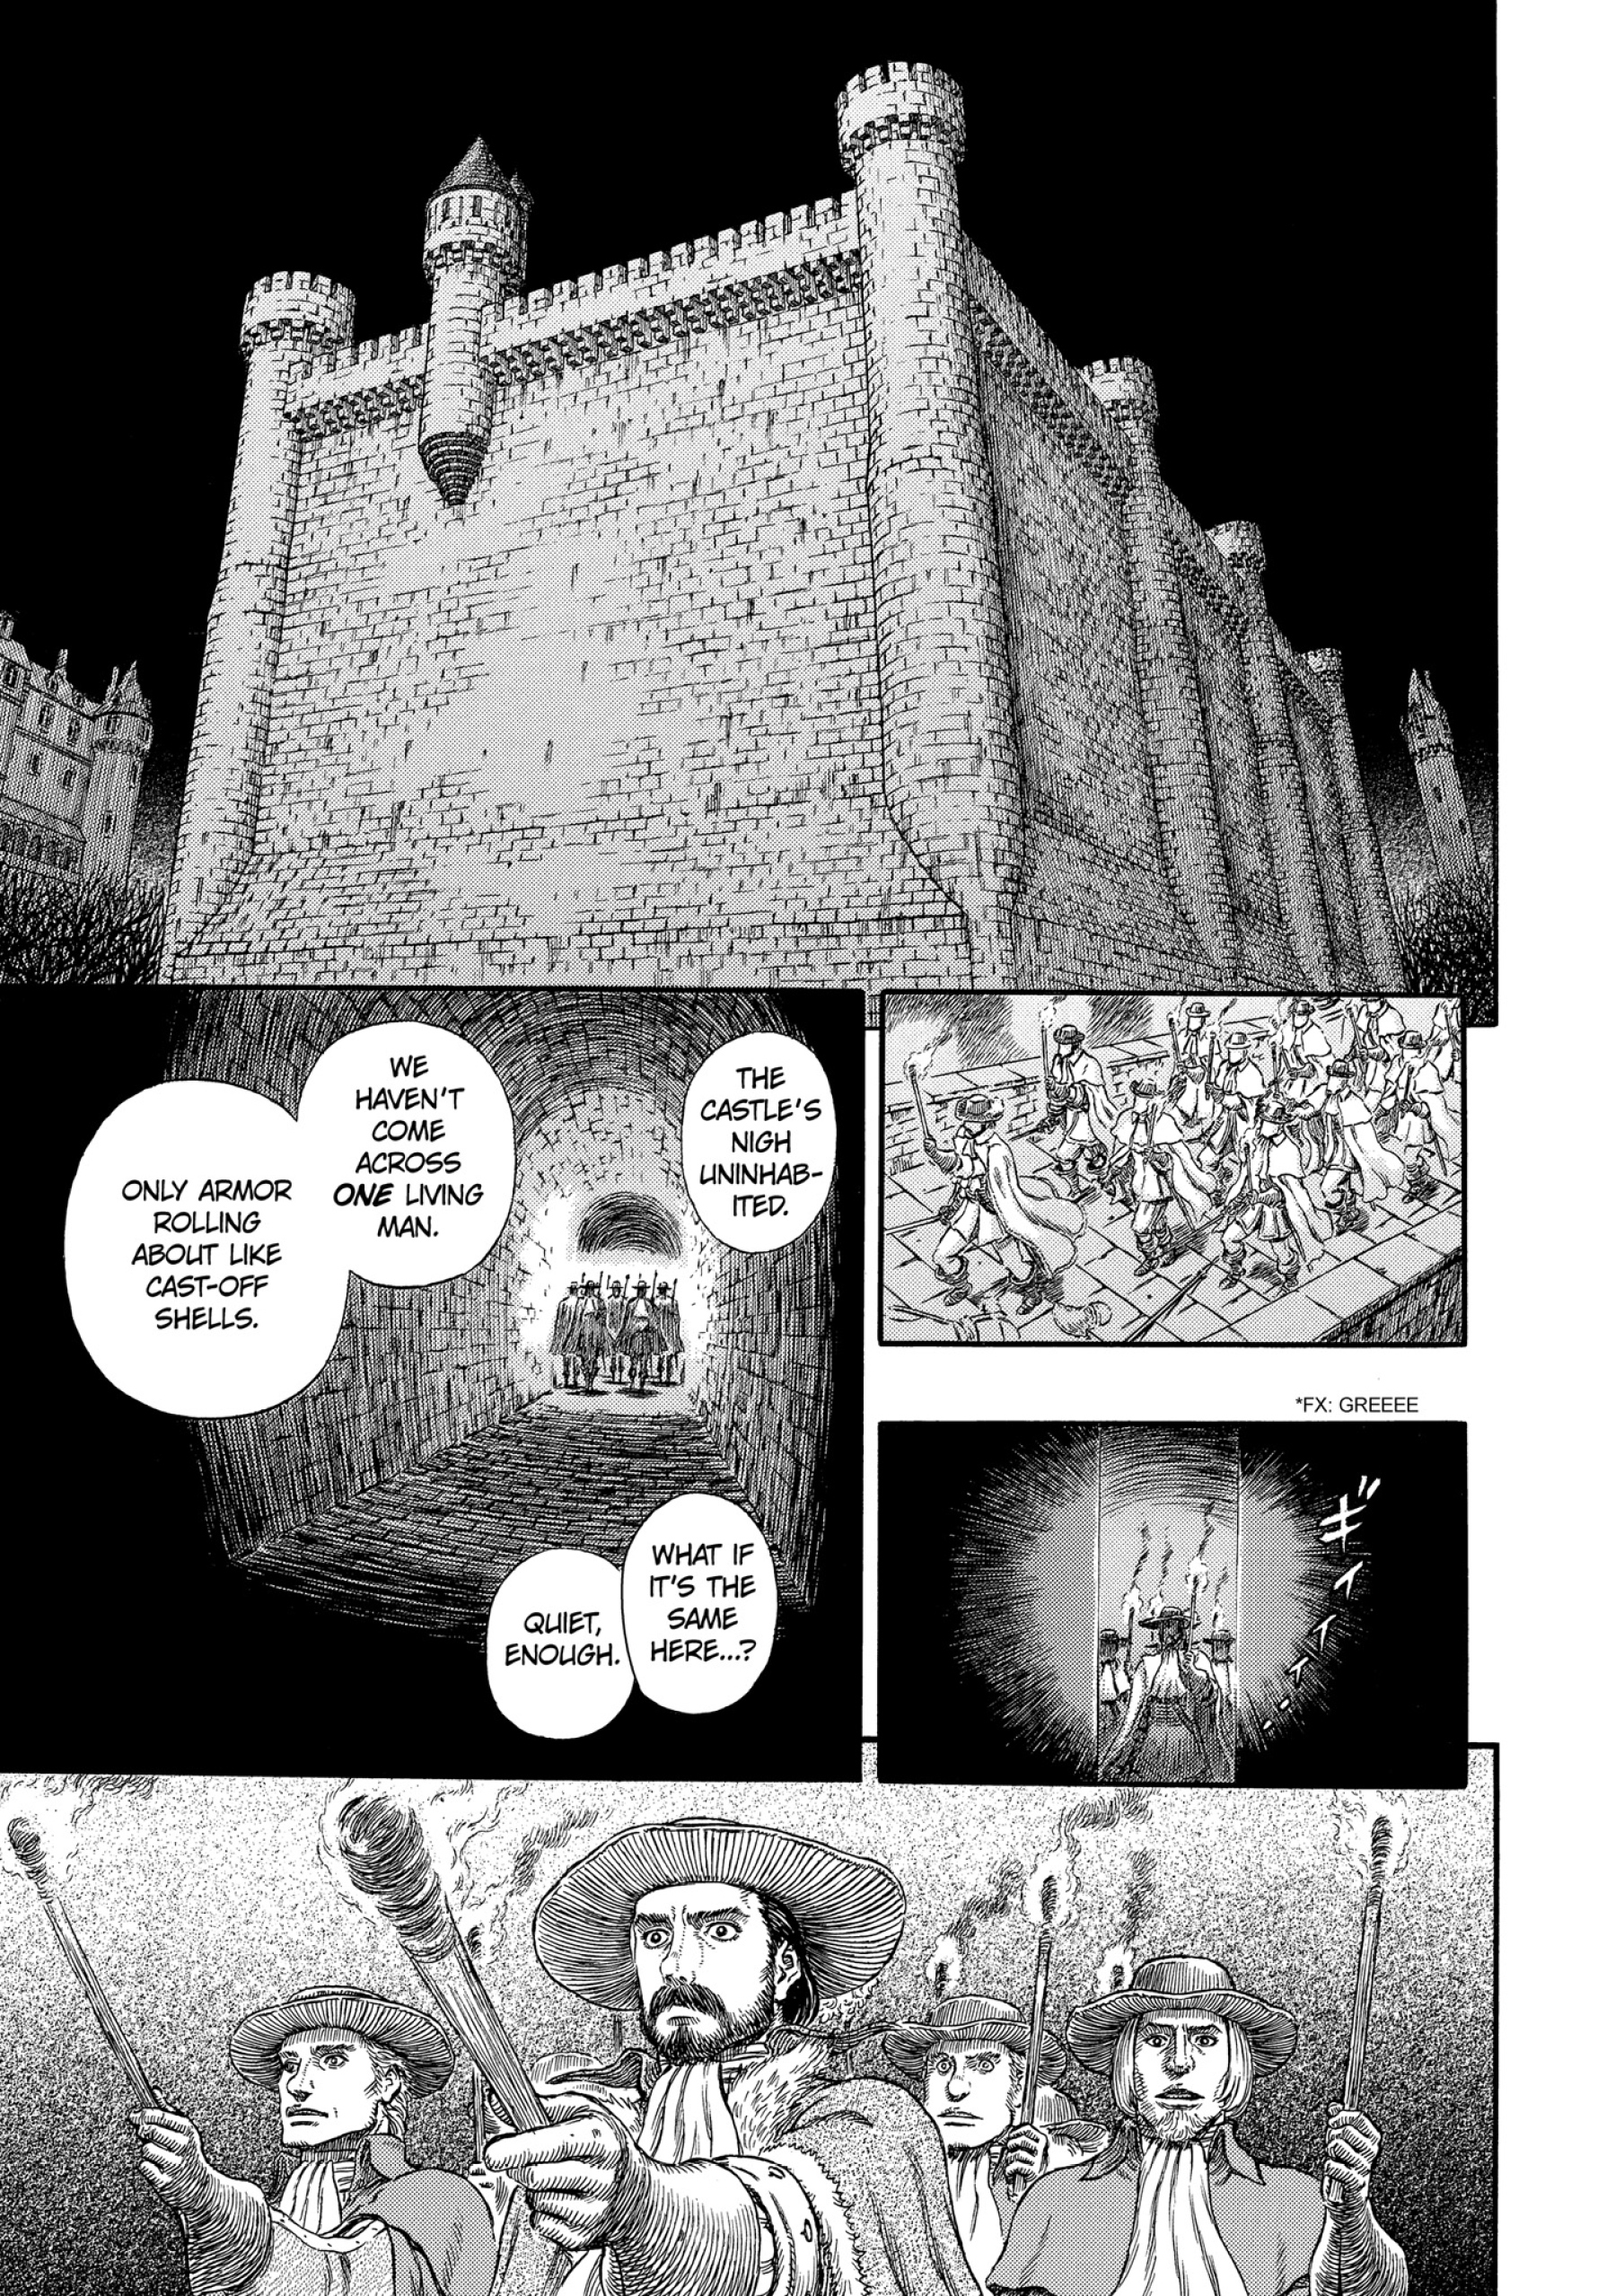 *FX: GREEEE
ギィィィ
THE
CASTLE'S
NIGH
UNINHAB-
ITED.
WE
HAVEN'T
COME
ACROSS
ONE LIVING
MAN.
ONLY ARMOR
ROLLING
ABOUT LIKE
CAST-OFF
SHELLS.
WHAT IF
IT'S THE
SAME
HERE...?
QUIET,
ENOUGH.